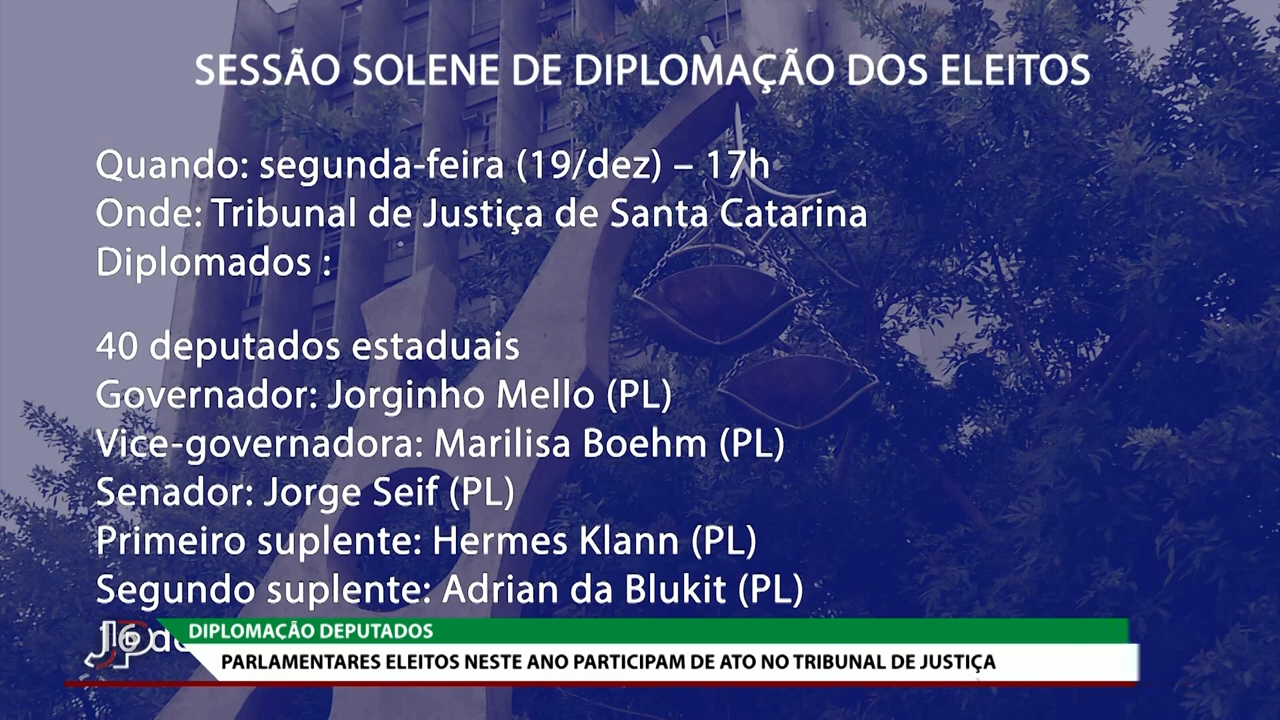 SESSÃO SOLENE DE DIPLOMAÇÃO DOS ELEITOS
Quando: segunda-feira (19/dez) – 17h
Onde: Tribunal de Justiça de Santa Catarina
Diplomados :
40 deputados estaduais
Governador: Jorginho Mello (PL)
Vice-governadora: Marilisa Boehm (PL)
Senador: Jorge Seif (PL)
Primeiro suplente: Hermes Klann (PL)
Segundo suplente: Adrian da Blukit (PL)
DIPLOMAÇÃO DEPUTADOS
PARLAMENTARES ELEITOS NESTE ANO PARTICIPAM DE ATO NO TRIBUNAL DE JUSTIÇA